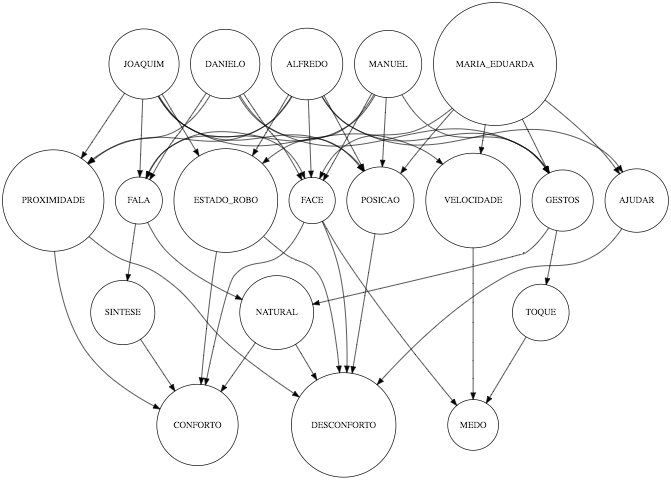 JOAQUIM
DANIELO
ALFREDO
MANUEL
MARIA_EDUARDA
PROXIMIDADE
FALA
ESTADO_ROBO
FACE
POSICAO
VELOCIDADE
GESTOS
AJUDAR
SINTESE
NATURAL
TOQUE
CONFORTO
DESCONFORTO
MEDO